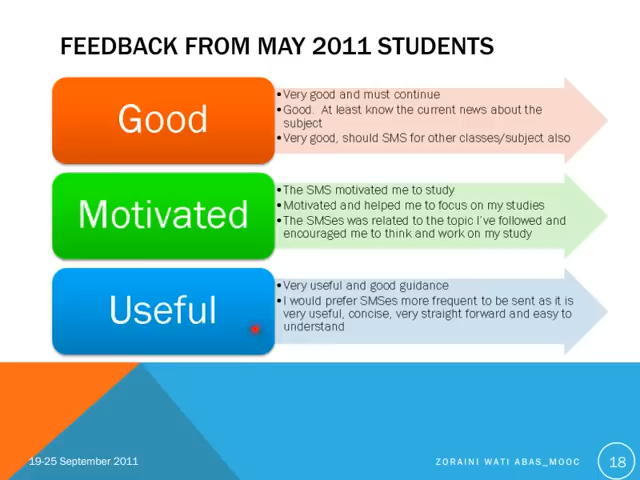 FEEDBACK FROM MAY 2011 STUDENTS
Good
•Very good and must continue
•Good. At least know the current news about the
subject
•Very good, should SMS for other classes/subject also
Motivated
•The SMS motivated me to study
•Motivated and helped me to focus on my studies
•The SMSes was related to the topic I've followed and
encouraged me to think and work on my study
Useful
•Very useful and good guidance
•I would prefer SMSes more frequent to be sent as it is
very useful, concise, very straight forward and easy to
understand
19-25 September 2011
ZORAINI WATI ABAS_MOOC
18